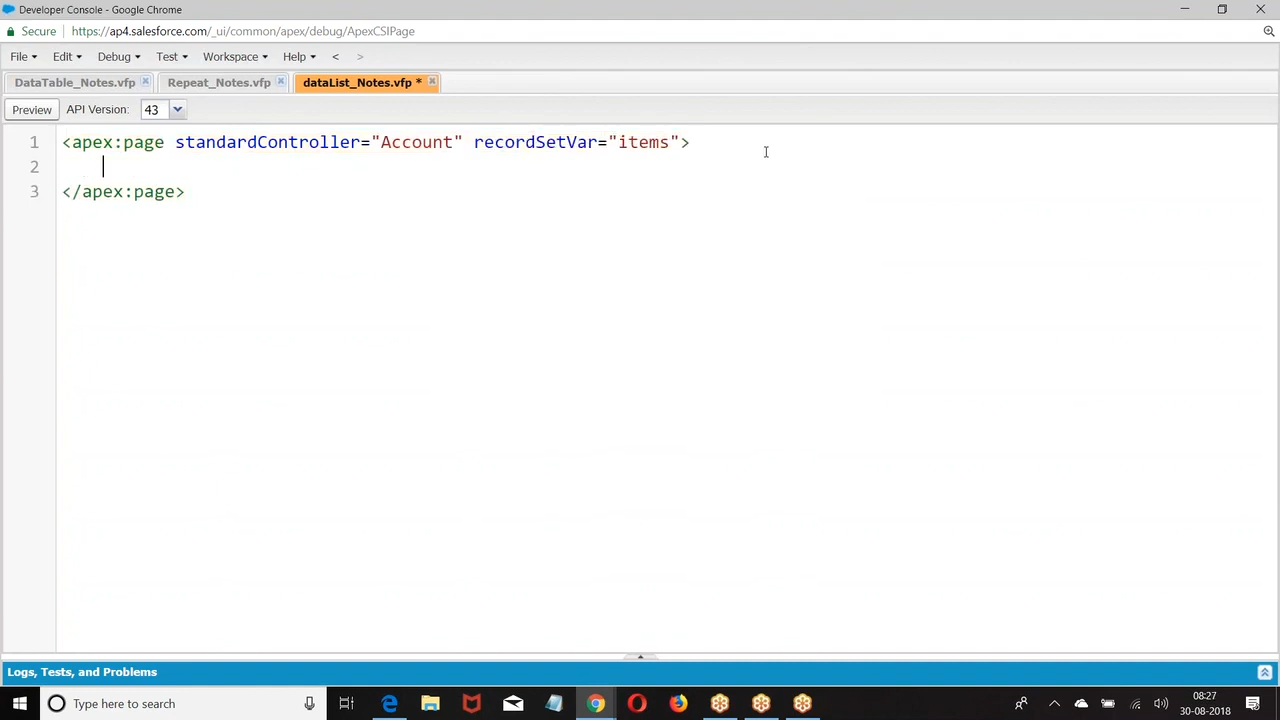 Developer Console - Google Chrome
Secure https://ap4.salesforce.com/_ui/common/apex/debug/ApexCSIPage
File Edit Debug Test Workspace Help < >
DataTable_Notes.vfp Repeat_Notes.vfp dataList_Notes.vfp *
Preview API Version: 43
1 <apex:page standardController="Account" recordSetVar="items">
2
3 </apex:page>
Logs, Tests, and Problems
Type here to search
08:27
30-08-2018